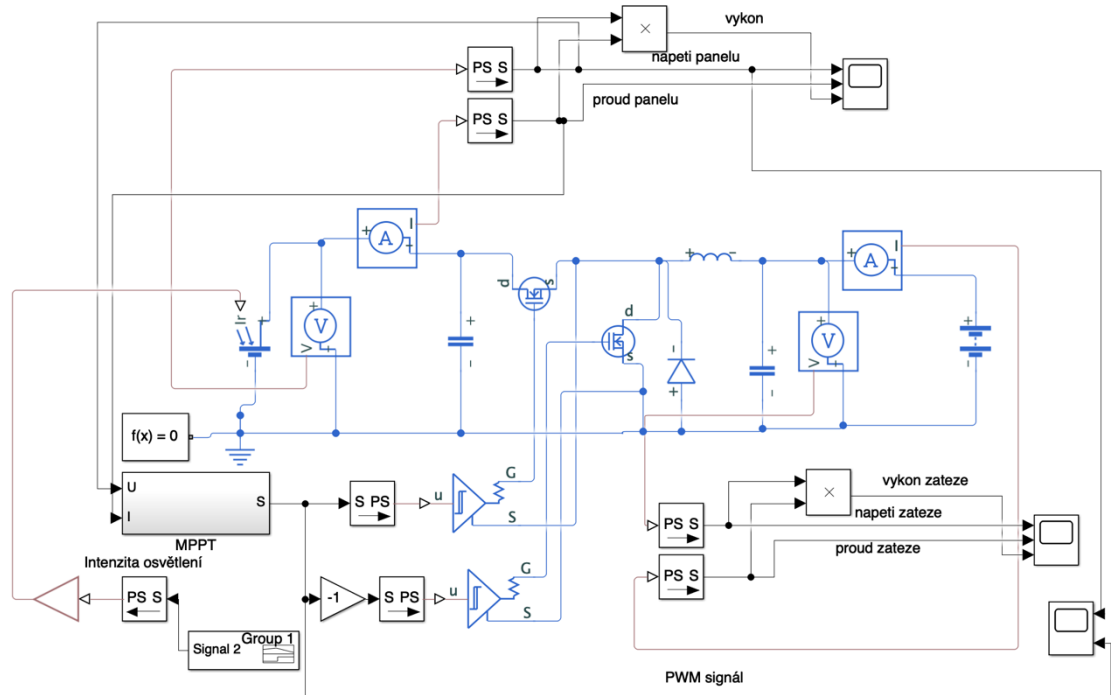 vykon
×
napeti panelu
PS S
proud panelu
PS S
I
+
A
-
d
s
+
-
I
+
A
-
Ir
+
-
+
V
V
-
+
-
d
s
-
+
+
-
+
V
V
-
+
-
f(x) = 0
U
I
S
MPPT
S PS
u
G
S
×
vykon zateze
napeti zateze
PS S
proud zateze
PS S
Intenzita osvětlení
PS S
-1
S PS
u
G
S
Signal 2
Group 1
PWM signál